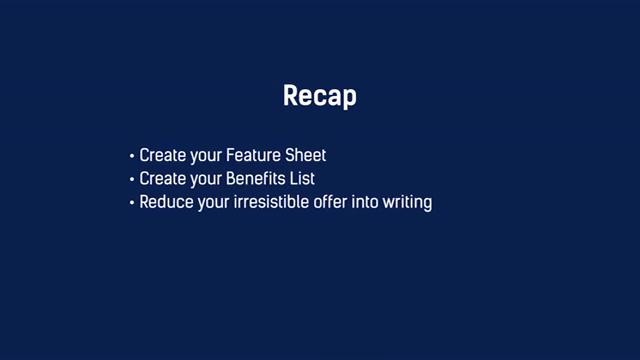 Recap
• Create your Feature Sheet
• Create your Benefits List
• Reduce your irresistible offer into writing